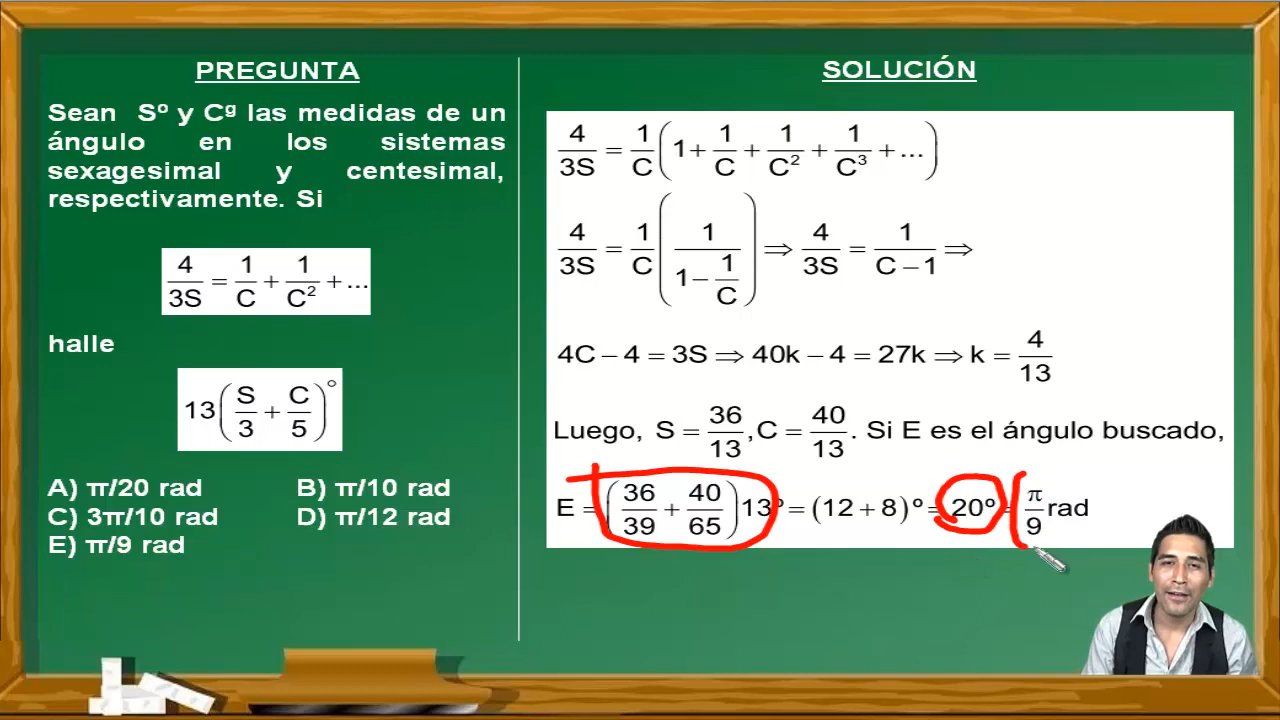 PREGUNTA
Sean Sº y Cᵍ las medidas de un
ángulo en los sistemas
sexagesimal y centesimal,
respectivamente. Si
4/3S = 1/C + 1/C² + ...
halle
13(S/3 + C/5)º
A) π/20 rad B) π/10 rad
C) 3π/10 rad D) π/12 rad
E) π/9 rad
SOLUCIÓN
4/3S = 1/C (1 + 1/C + 1/C² + 1/C³ + ...)
4/3S = 1/C (1/(1 − 1/C)) ⇒ 4/3S = 1/(C − 1) ⇒
4C − 4 = 3S ⇒ 40k − 4 = 27k ⇒ k = 4/13
Luego, S = 36/13, C = 40/13. Si E es el ángulo buscado,
E = (36/39 + 40/65)13º = (12 + 8)º = 20º = π/9 rad